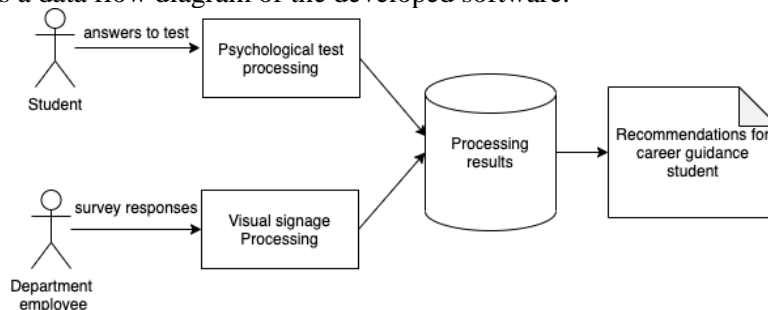 s a data flow diagram of the developed software.
answers to test
Psychological test
processing
Student
Processing
results
Recommendations for
career guidance
student
survey responses
Visual signage
Processing
Department
employee